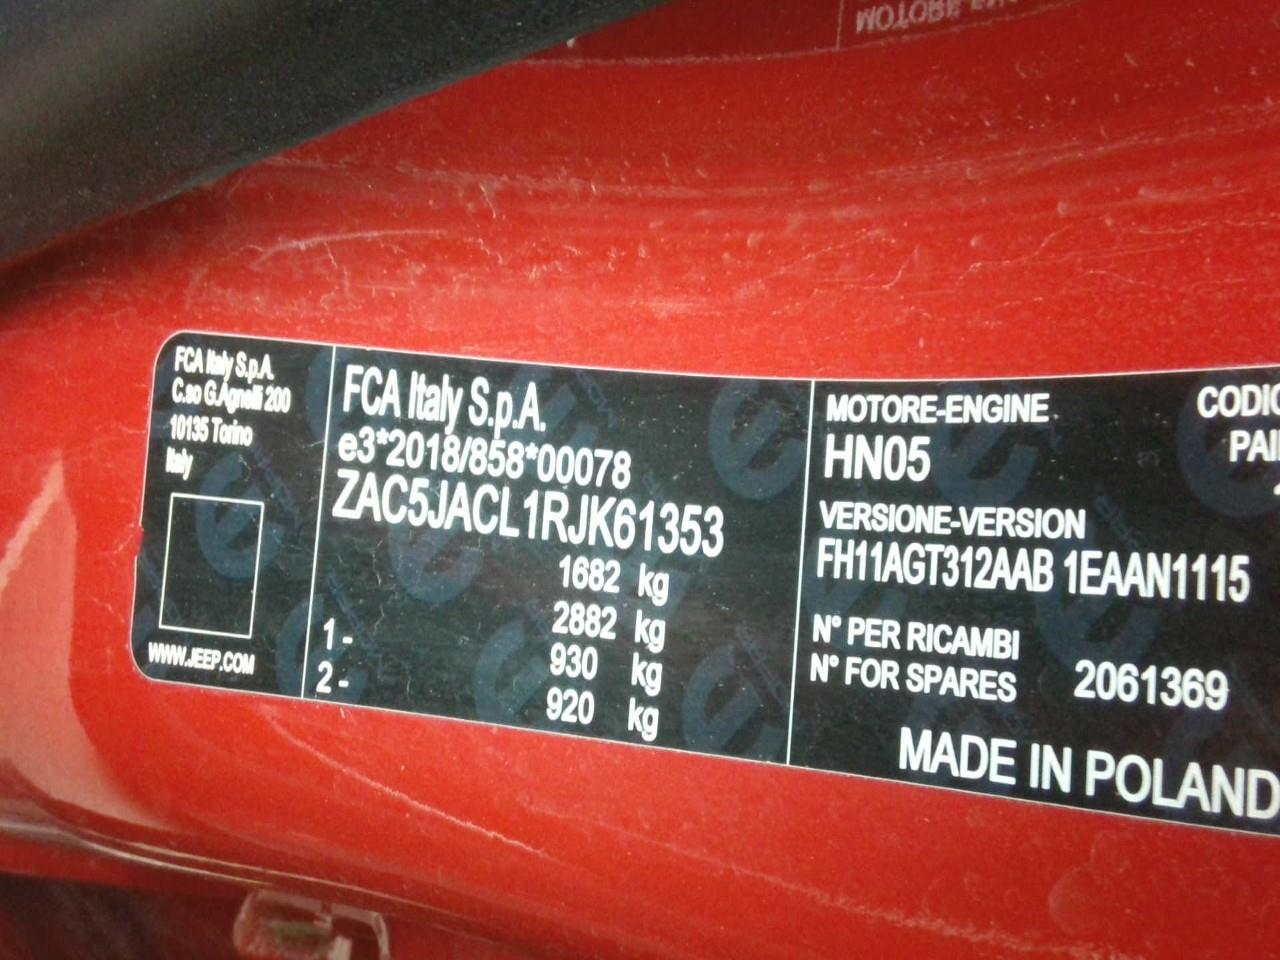 FCA Italy S.p.A.
C.so G.Agnelli 200
10135 Torino
Italy
WWW.JEEP.COM
FCA Italy S.p.A.
e3*2018/858*00078
ZAC5JACL1RJK61353
1682 kg
2882 kg
1- 930 kg
2- 920 kg
MOTORE-ENGINE
HN05
VERSIONE-VERSION
FH11AGT312AAB 1EAAN1115
N° PER RICAMBI
N° FOR SPARES 2061369
MADE IN POLAND
CODIC
PAI